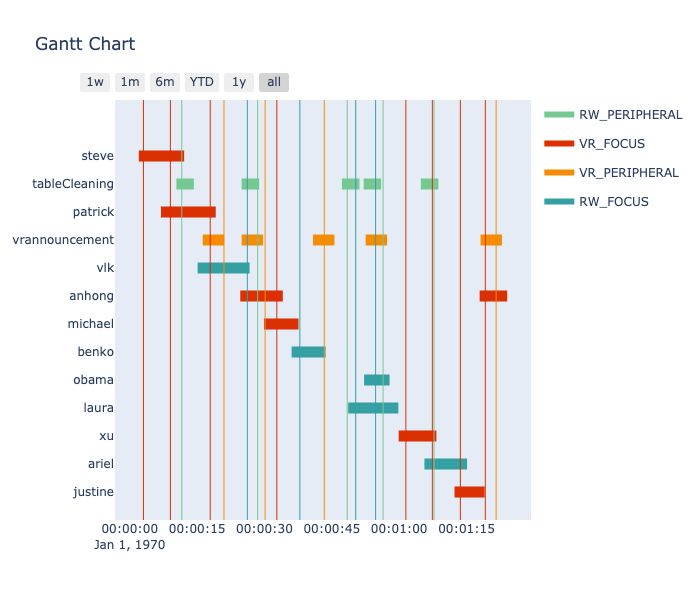 Gantt Chart
1w 1m 6m YTD 1y all
RW_PERIPHERAL
VR_FOCUS
VR_PERIPHERAL
RW_FOCUS
steve
tableCleaning
patrick
vrannouncement
vlk
anhong
michael
benko
obama
laura
xu
ariel
justine
00:00:00 00:00:15 00:00:30 00:00:45 00:01:00 00:01:15
Jan 1, 1970